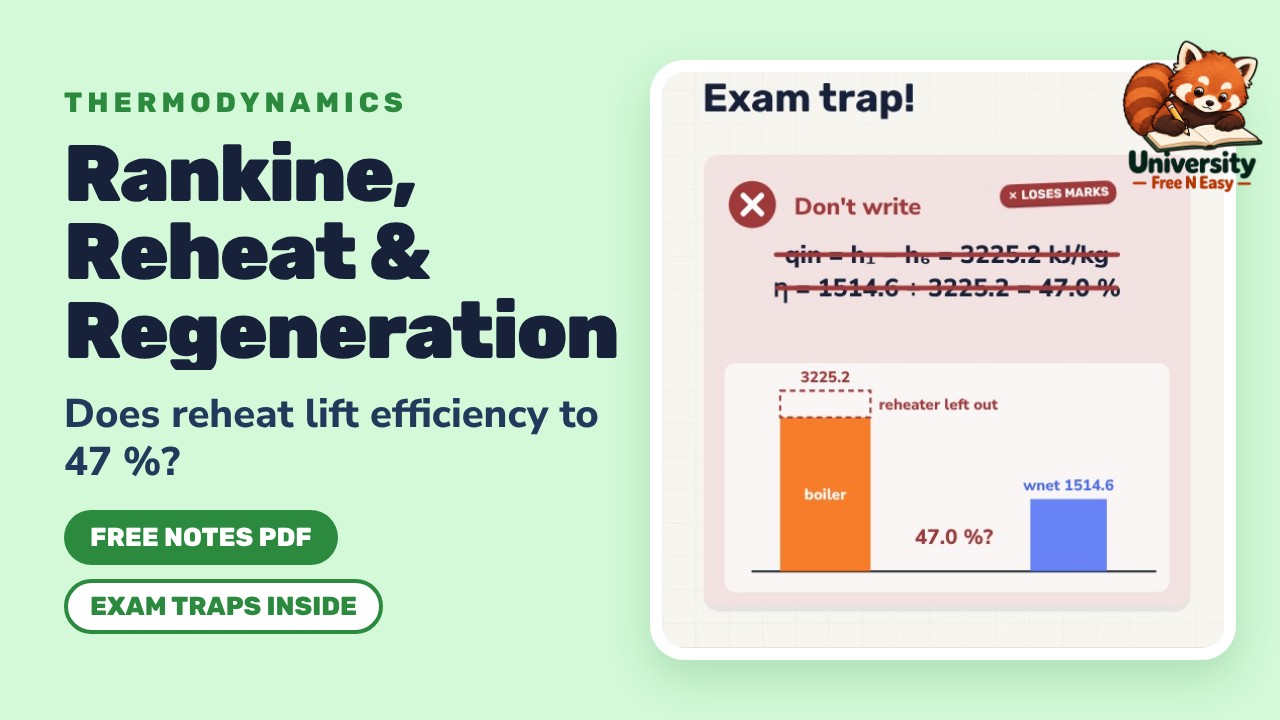 THERMODYNAMICS
Rankine,
Reheat &
Regeneration
Does reheat lift efficiency to
47 %?
FREE NOTES PDF
EXAM TRAPS INSIDE
Exam trap!
Don't write
× LOSES MARKS
qin = h₁ − h₆ = 3225.2 kJ/kg
η = 1514.6 ÷ 3225.2 = 47.0 %
3225.2
reheater left out
boiler
wnet 1514.6
47.0 %?
University
Free N Easy